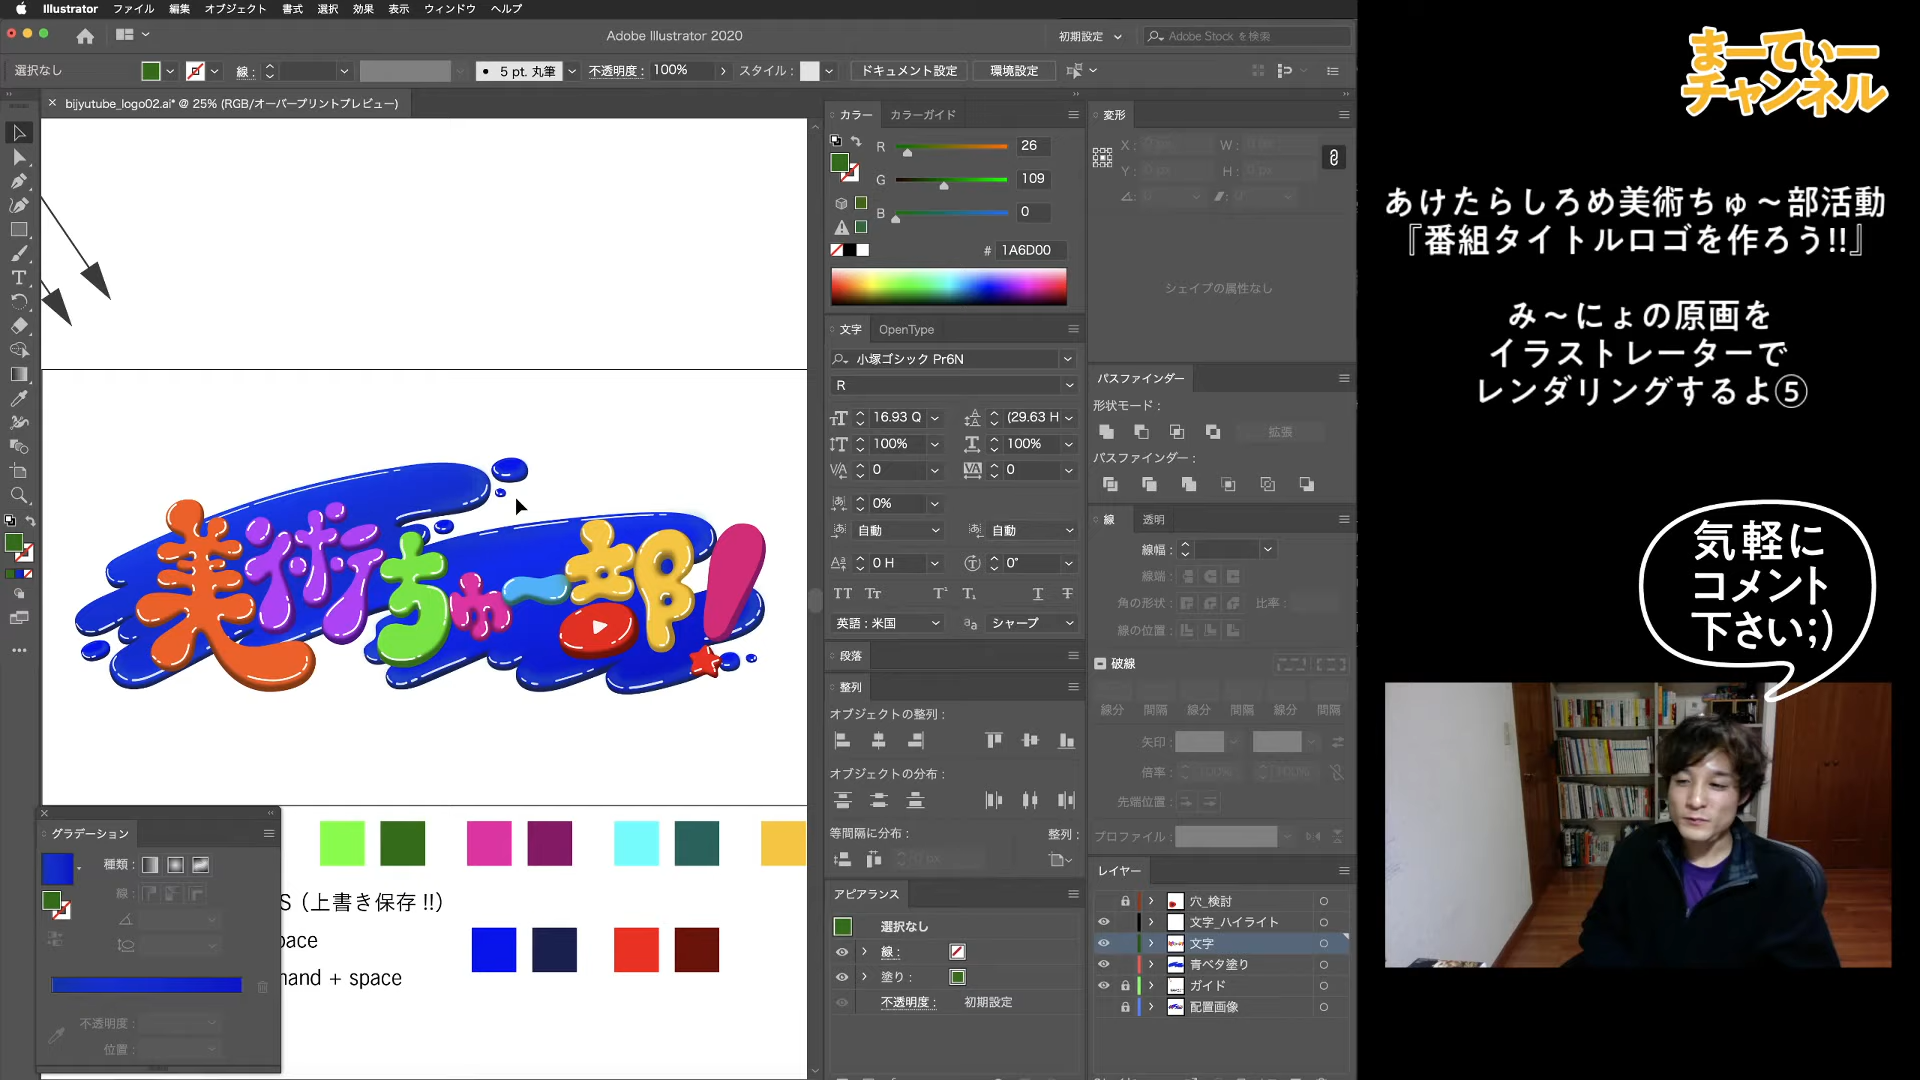 Illustrator ファイル 編集 オブジェクト 書式 選択 効果 表示 ウィンドウ ヘルプ
Adobe Illustrator 2020
初期設定
Adobe Stock を検索
選択なし
線 :
5 pt. 丸筆
不透明度 : 100%
スタイル :
ドキュメント設定
環境設定
× bijyutube_logo02.ai* @ 25% (RGB/オーバープリントプレビュー)
美術ちゅ〜部!
グラデーション
種類 :
線 :
不透明度 :
位置 :
S (上書き保存 !!)
pace
nand + space
カラー カラーガイド
R 26
G 109
B 0
# 1A6D00
文字 OpenType
小塚ゴシック Pr6N
R
16.93 Q (29.63 H
100% 100%
0 0
0%
自動 自動
0 H 0°
英語 : 米国 シャープ
段落
整列
オブジェクトの整列 :
オブジェクトの分布 :
等間隔に分布 : 整列 :
0 px
アピアランス
選択なし
線 :
塗り :
不透明度 : 初期設定
変形
X : 0 px W : 0 px
Y : 0 px H : 0 px
シェイプの属性なし
パスファインダー
形状モード :
拡張
パスファインダー :
線 透明
線幅 :
線端 :
角の形状 : 比率 :
線の位置 :
破線
線分 間隔 線分 間隔 線分 間隔
矢印 :
倍率 : 100% 100%
先端位置 :
プロファイル :
レイヤー
穴_検討
文字_ハイライト
文字
青ベタ塗り
ガイド
配置画像
まーてぃー
チャンネル
あけたらしろめ美術ちゅ〜部活動
『番組タイトルロゴを作ろう!!』
み〜にょの原画を
イラストレーターで
レンダリングするよ⑤
気軽に
コメント
下さい;)